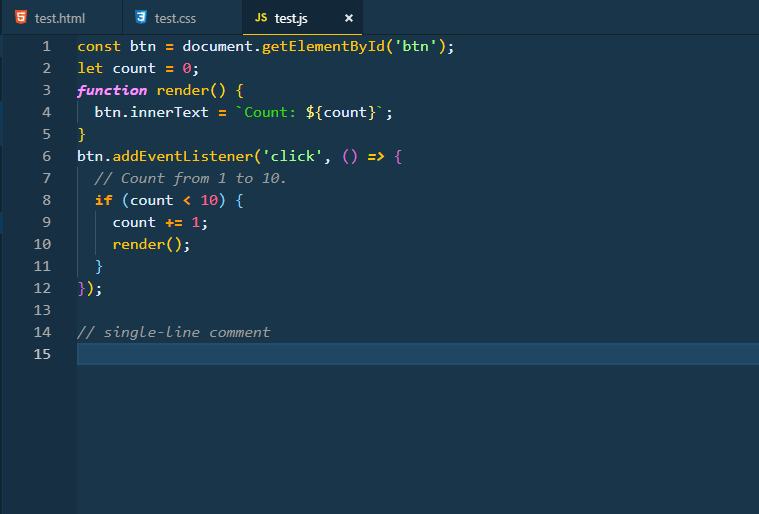 test.html test.css JS test.js ×
1 const btn = document.getElementById('btn');
2 let count = 0;
3 function render() {
4   btn.innerText = `Count: ${count}`;
5 }
6 btn.addEventListener('click', () => {
7   // Count from 1 to 10.
8   if (count < 10) {
9     count += 1;
10     render();
11   }
12 });
13
14 // single-line comment
15